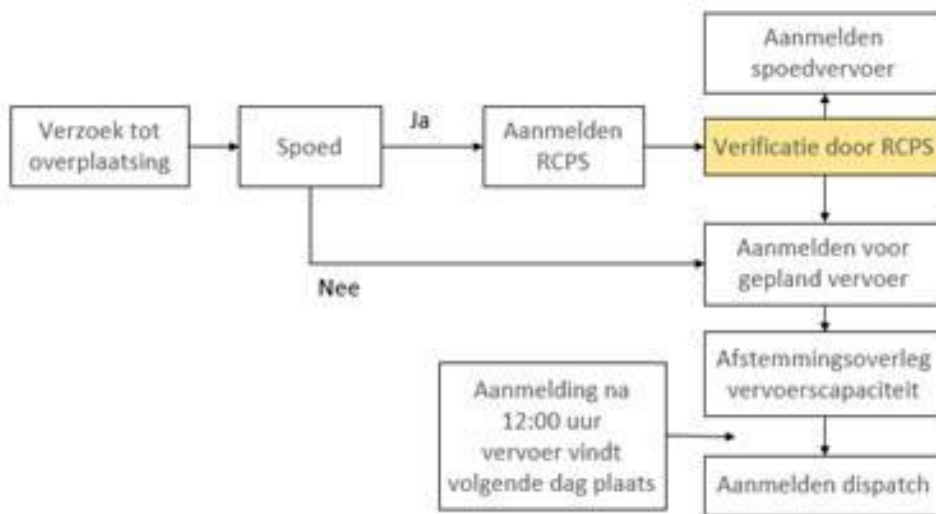 Aanmelden
spoedvervoer
Verzoek tot
overplaatsing
Spoed
Ja
Aanmelden
RCPS
Verificatie door RCPS
Nee
Aanmelden voor
gepland vervoer
Afstemmingsoverleg
vervoerscapaciteit
Aanmelding na
12:00 uur
vervoer vindt
volgende dag plaats
Aanmelden dispatch